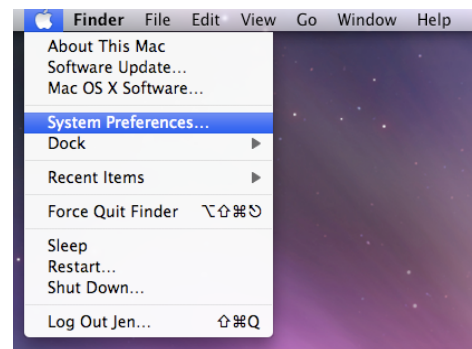 Finder File Edit View Go Window Help
About This Mac
Software Update...
Mac OS X Software...
System Preferences...
Dock
Recent Items
Force Quit Finder ⌥⇧⌘⎋
Sleep
Restart...
Shut Down...
Log Out Jen... ⇧⌘Q